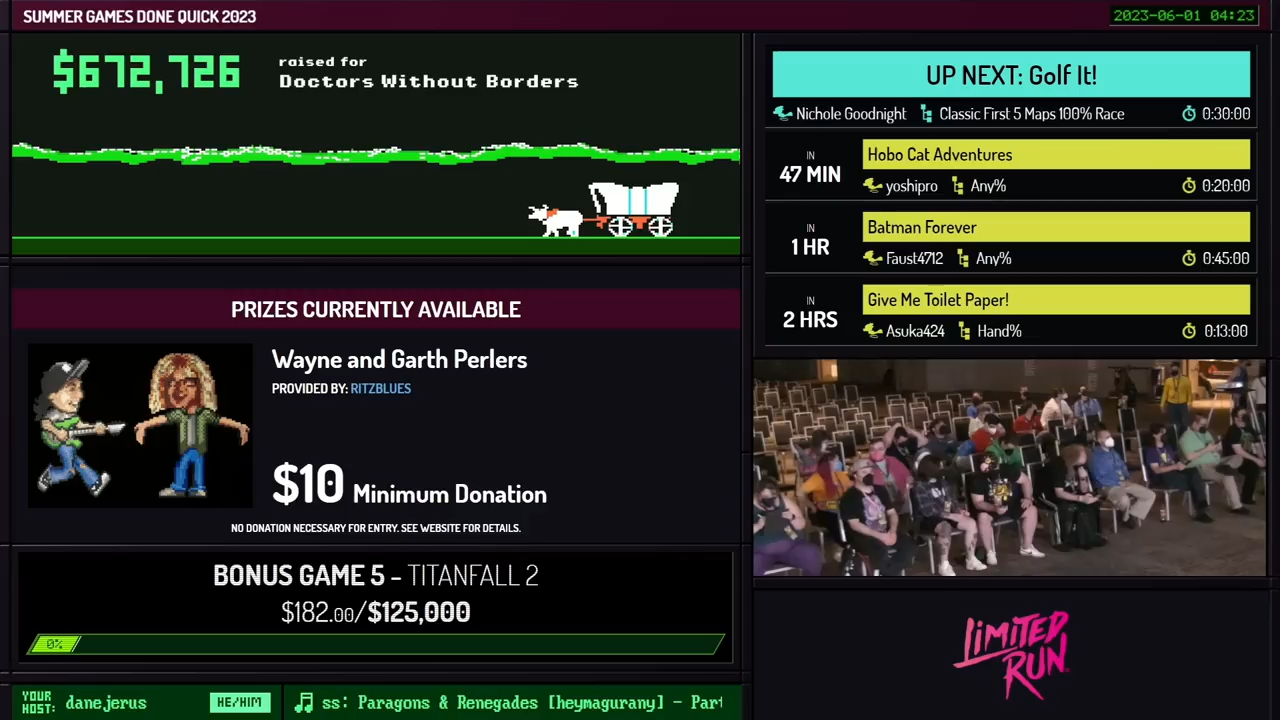 SUMMER GAMES DONE QUICK 2023
2023-06-01 04:23
$672,726
raised for
Doctors Without Borders
PRIZES CURRENTLY AVAILABLE
Wayne and Garth Perlers
PROVIDED BY: RITZBLUES
$10 Minimum Donation
NO DONATION NECESSARY FOR ENTRY. SEE WEBSITE FOR DETAILS.
BONUS GAME 5 - TITANFALL 2
$182.00/$125,000
0%
YOUR HOST: danejerus HE/HIM
ss: Paragons & Renegades [heymagurany] - Part
UP NEXT: Golf It!
Nichole Goodnight Classic First 5 Maps 100% Race 0:30:00
IN 47 MIN
Hobo Cat Adventures
yoshipro Any% 0:20:00
IN 1 HR
Batman Forever
Faust4712 Any% 0:45:00
IN 2 HRS
Give Me Toilet Paper!
Asuka424 Hand% 0:13:00
LIMITED
RUN